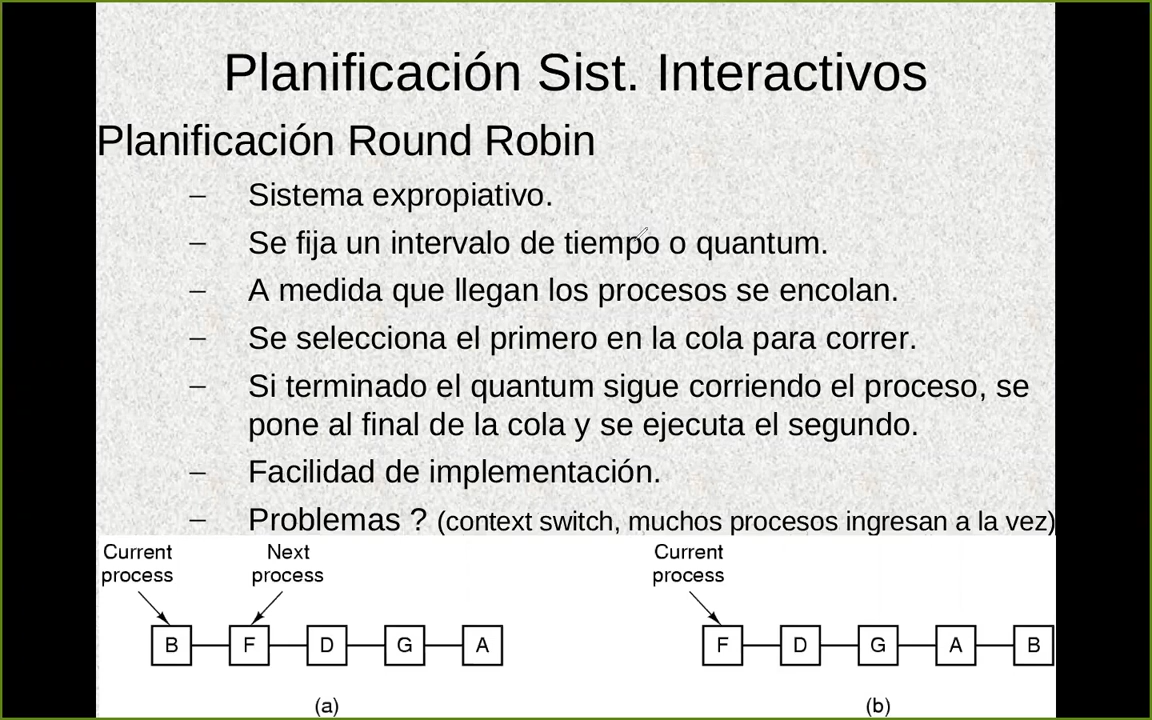 Planificación Sist. Interactivos
Planificación Round Robin
– Sistema expropiativo.
– Se fija un intervalo de tiempo o quantum.
– A medida que llegan los procesos se encolan.
– Se selecciona el primero en la cola para correr.
– Si terminado el quantum sigue corriendo el proceso, se
pone al final de la cola y se ejecuta el segundo.
– Facilidad de implementación.
– Problemas ? (context switch, muchos procesos ingresan a la vez)
Current process
Next process
B F D G A
(a)
Current process
F D G A B
(b)